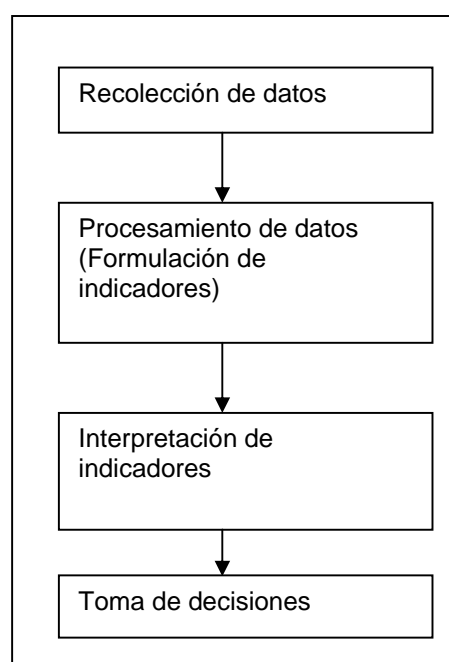 Recolección de datos
Procesamiento de datos
(Formulación de
indicadores)
Interpretación de
indicadores
Toma de decisiones